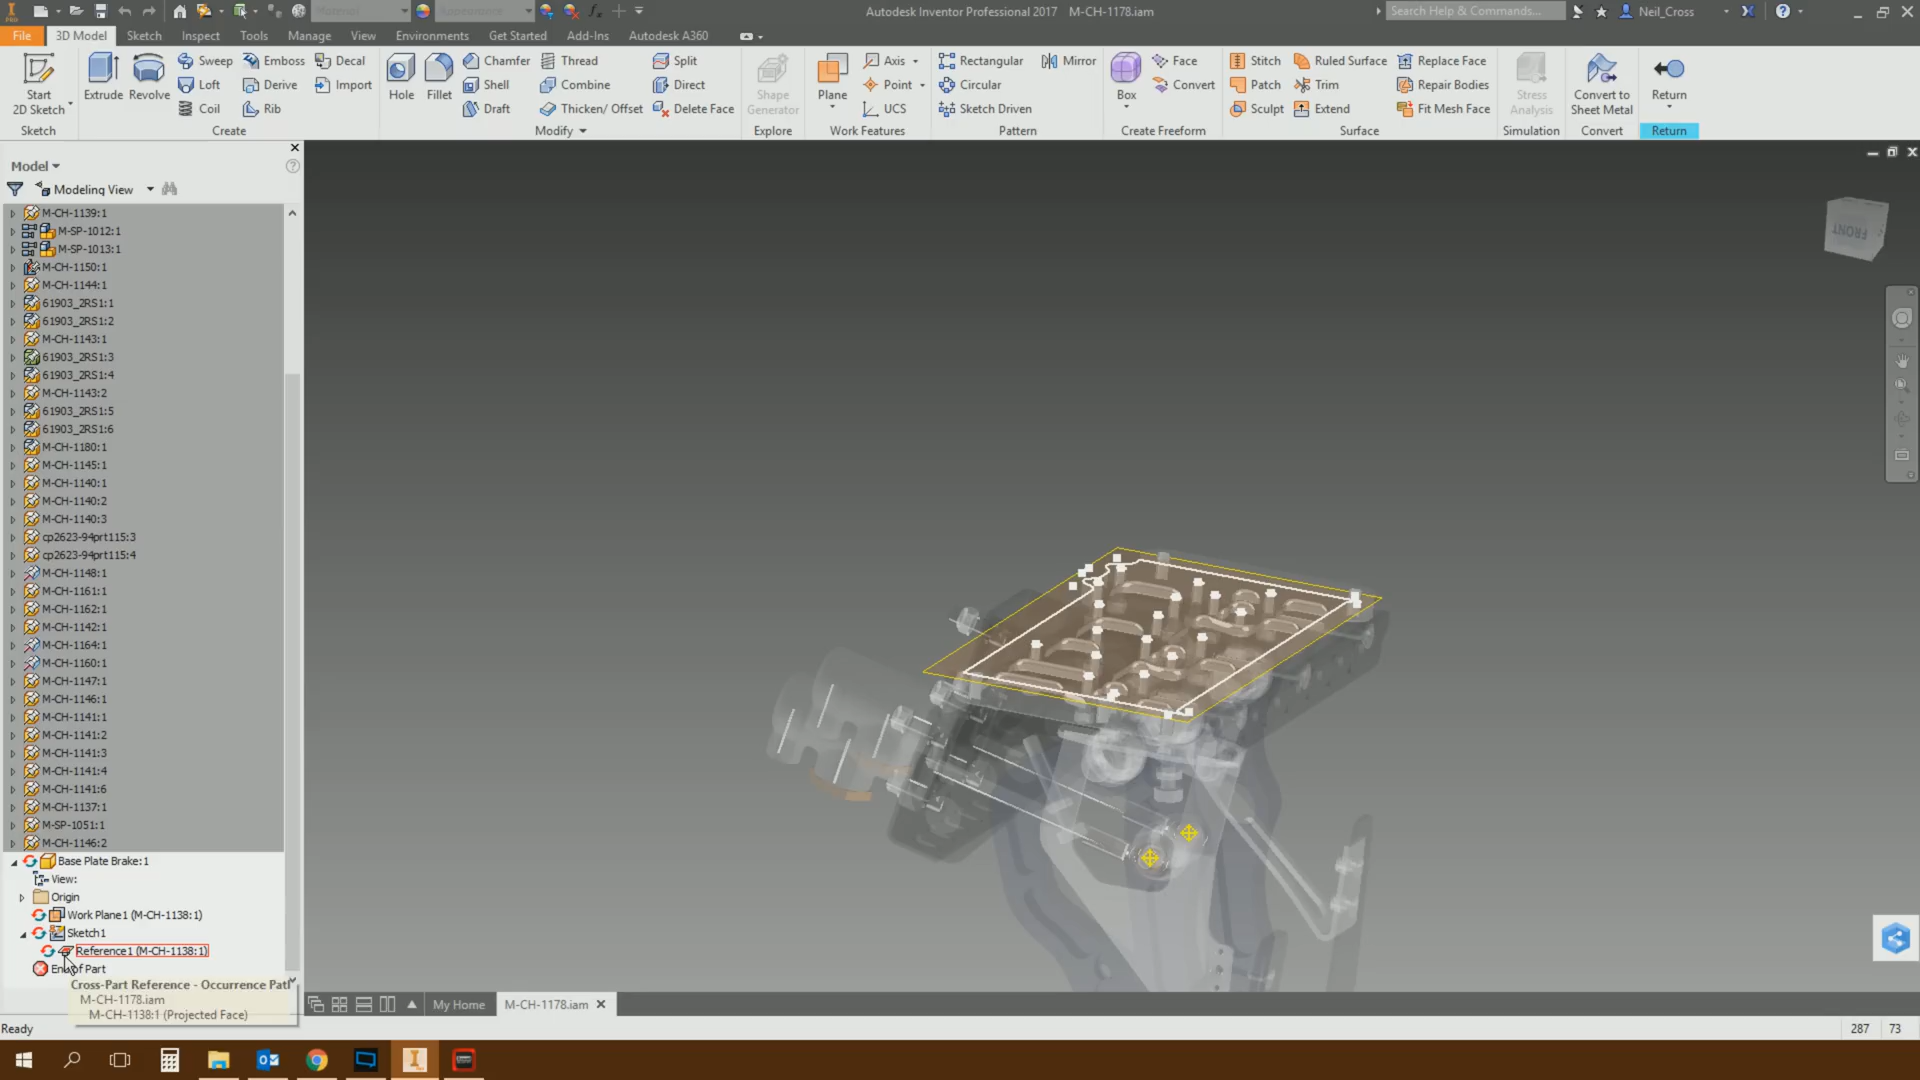 Material
Appearance
Autodesk Inventor Professional 2017 M-CH-1178.iam
Search Help & Commands...
Neil_Cross
PRO
File
3D Model
Sketch
Inspect
Tools
Manage
View
Environments
Get Started
Add-Ins
Autodesk A360
Start
2D Sketch
Sketch
Extrude
Revolve
Sweep
Loft
Coil
Emboss
Derive
Rib
Decal
Import
Create
Hole
Fillet
Chamfer
Shell
Draft
Thread
Combine
Thicken/ Offset
Split
Direct
Delete Face
Modify
Shape
Generator
Explore
Plane
Axis
Point
UCS
Work Features
Rectangular
Circular
Sketch Driven
Mirror
Pattern
Box
Face
Convert
Create Freeform
Stitch
Patch
Sculpt
Ruled Surface
Trim
Extend
Replace Face
Repair Bodies
Fit Mesh Face
Surface
Stress
Analysis
Simulation
Convert to
Sheet Metal
Convert
Return
Return
Model
Modeling View
M-CH-1139:1
M-SP-1012:1
M-SP-1013:1
M-CH-1150:1
M-CH-1144:1
61903_2RS1:1
61903_2RS1:2
M-CH-1143:1
61903_2RS1:3
61903_2RS1:4
M-CH-1143:2
61903_2RS1:5
61903_2RS1:6
M-CH-1180:1
M-CH-1145:1
M-CH-1140:1
M-CH-1140:2
M-CH-1140:3
cp2623-94prt115:3
cp2623-94prt115:4
M-CH-1148:1
M-CH-1161:1
M-CH-1162:1
M-CH-1142:1
M-CH-1164:1
M-CH-1160:1
M-CH-1147:1
M-CH-1146:1
M-CH-1141:1
M-CH-1141:2
M-CH-1141:3
M-CH-1141:4
M-CH-1141:6
M-CH-1137:1
M-SP-1051:1
M-CH-1146:2
Base Plate Brake:1
View:
Origin
Work Plane1 (M-CH-1138:1)
Sketch1
Reference1 (M-CH-1138:1)
End of Part
Cross-Part Reference - Occurrence Path
M-CH-1178.iam
M-CH-1138:1 (Projected Face)
FRONT
My Home
M-CH-1178.iam
Ready
287
73